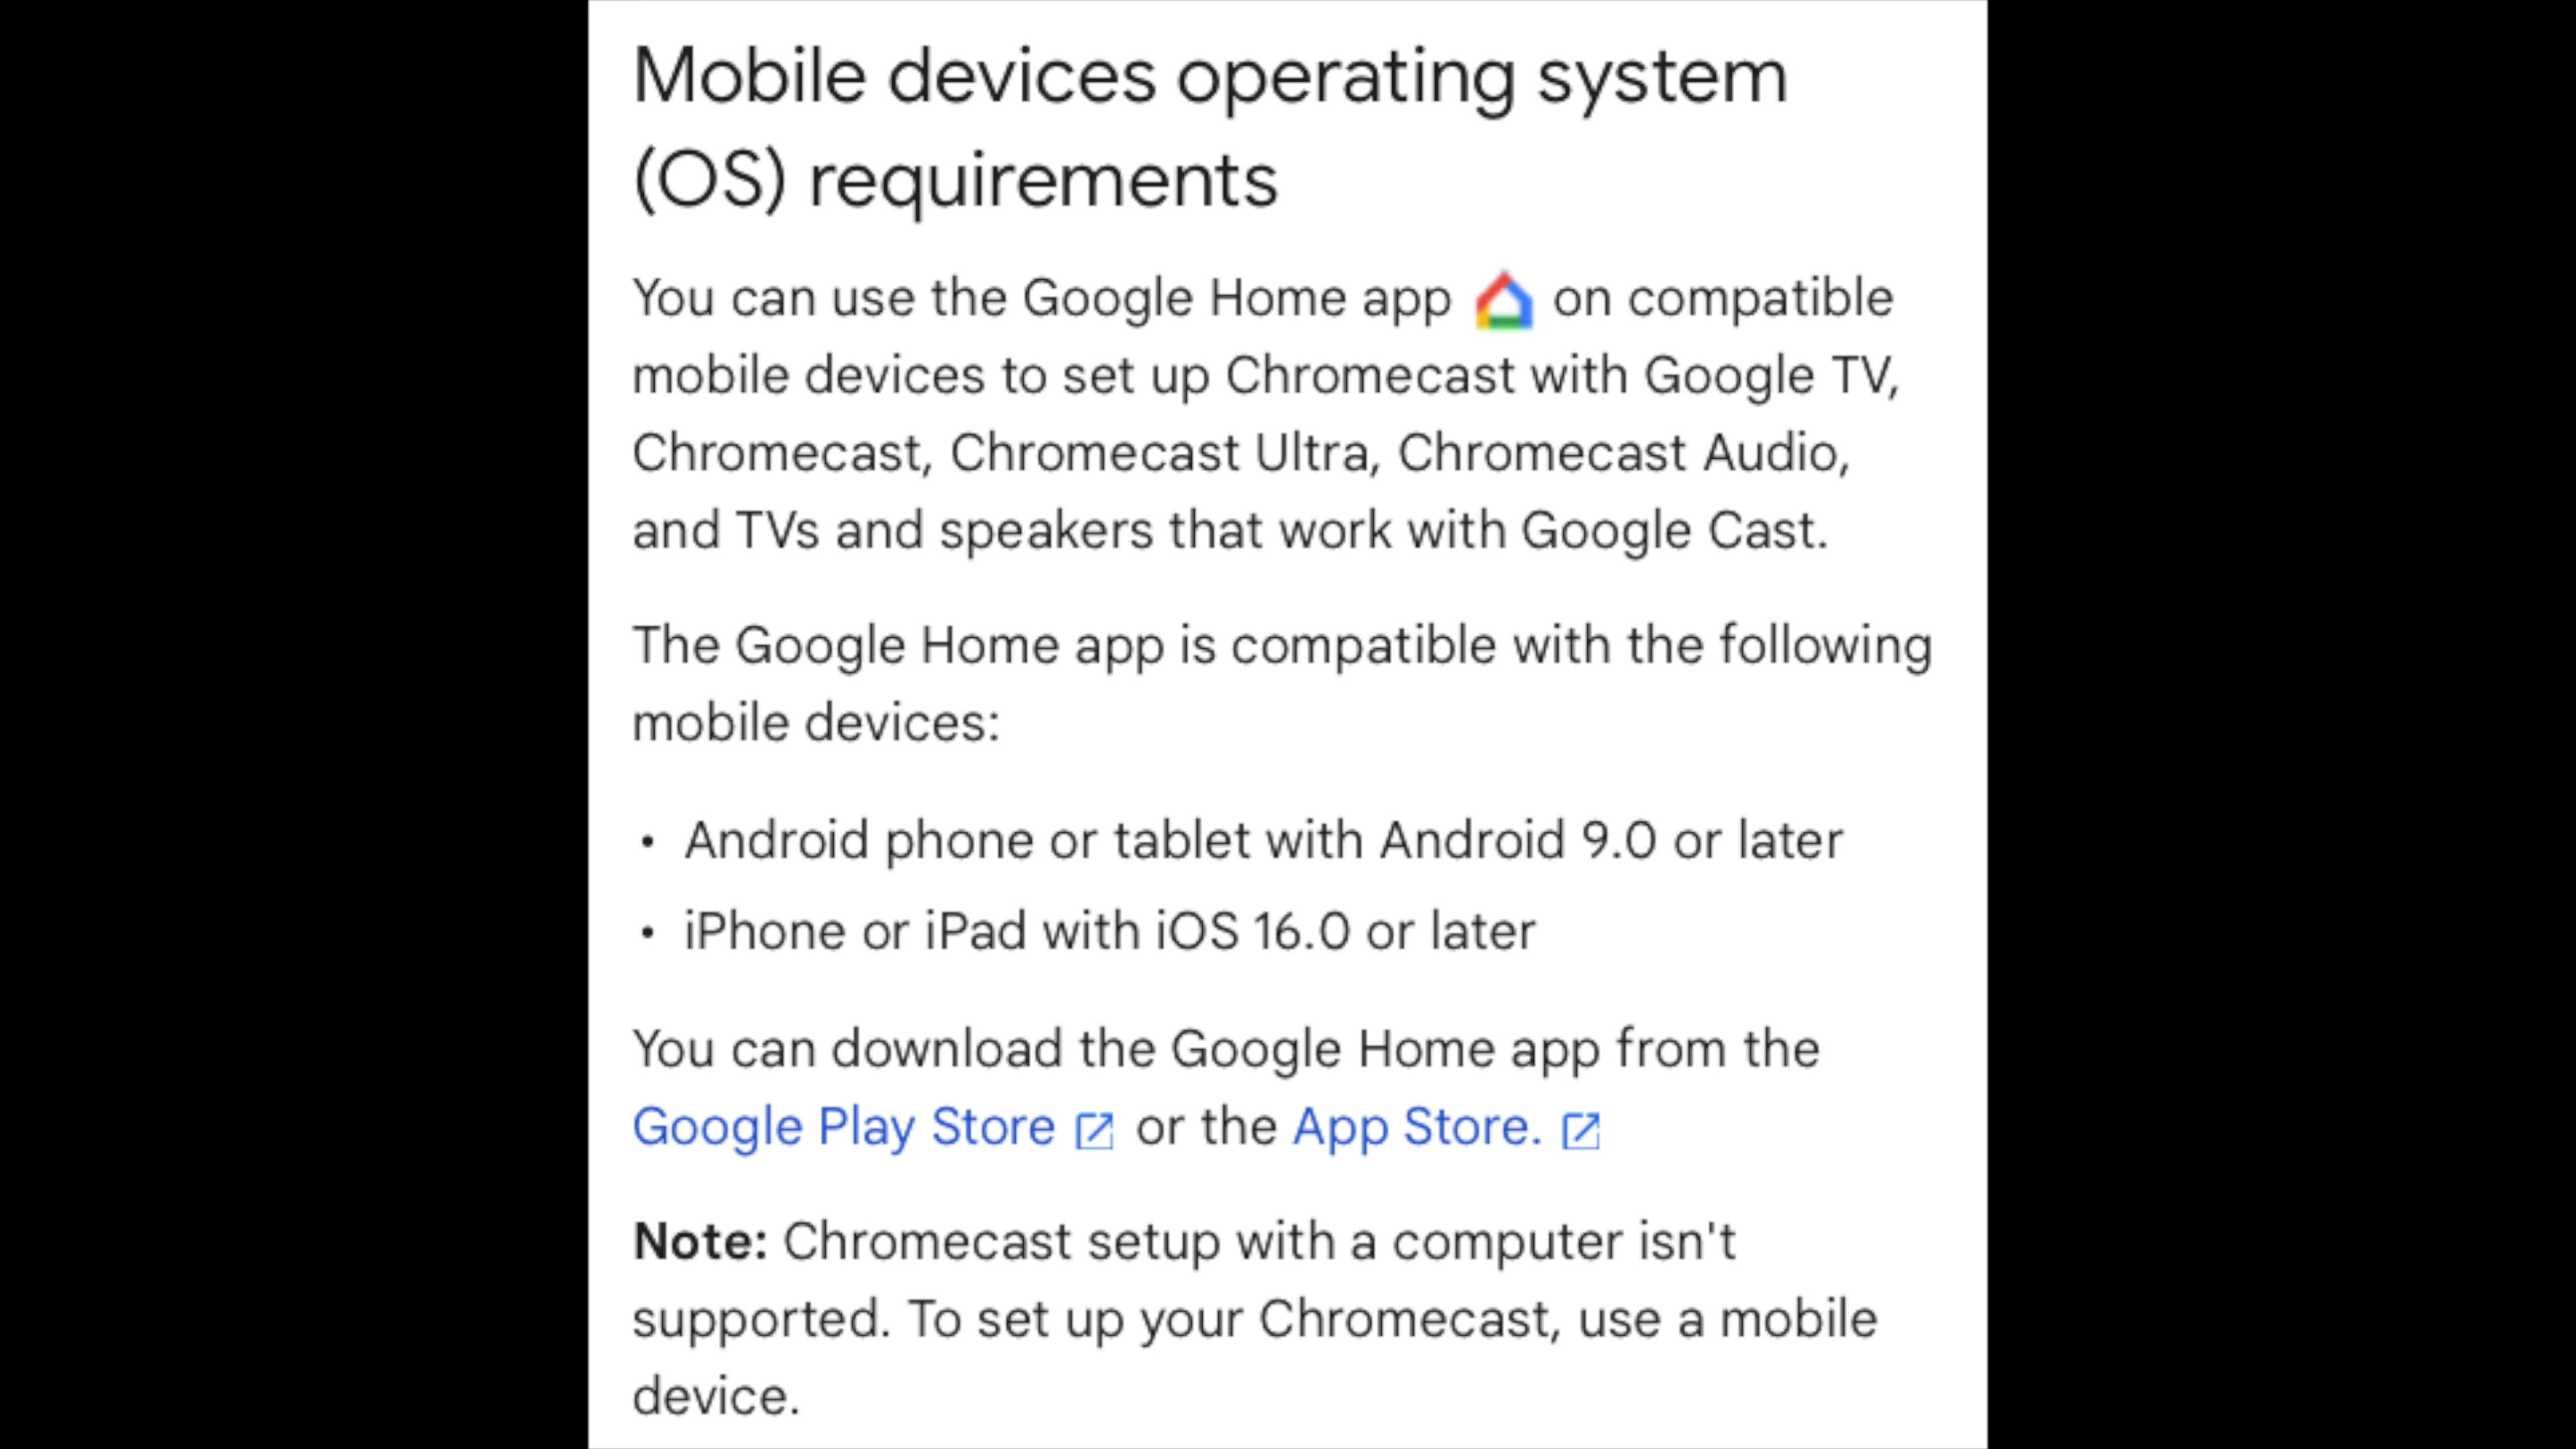 Mobile devices operating system
(OS) requirements
You can use the Google Home app on compatible
mobile devices to set up Chromecast with Google TV,
Chromecast, Chromecast Ultra, Chromecast Audio,
and TVs and speakers that work with Google Cast.
The Google Home app is compatible with the following
mobile devices:
• Android phone or tablet with Android 9.0 or later
• iPhone or iPad with iOS 16.0 or later
You can download the Google Home app from the
Google Play Store or the App Store.
Note: Chromecast setup with a computer isn't
supported. To set up your Chromecast, use a mobile
device.